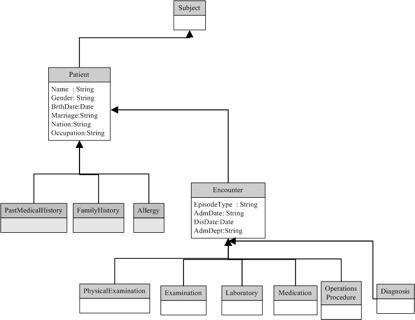 Subject
Patient
Name : String
Gender: String
BrthDate:Date
Marriage:String
Nation:String
Occupation:String
PastMedicalHistory
FamilyHistory
Allergy
Encounter
EpisodeType : String
AdmDate: String
DisDate:Date
AdmDept:String
PhysicalExamination
Examination
Laboratory
Medication
Operations
Procedure
Diagnosis